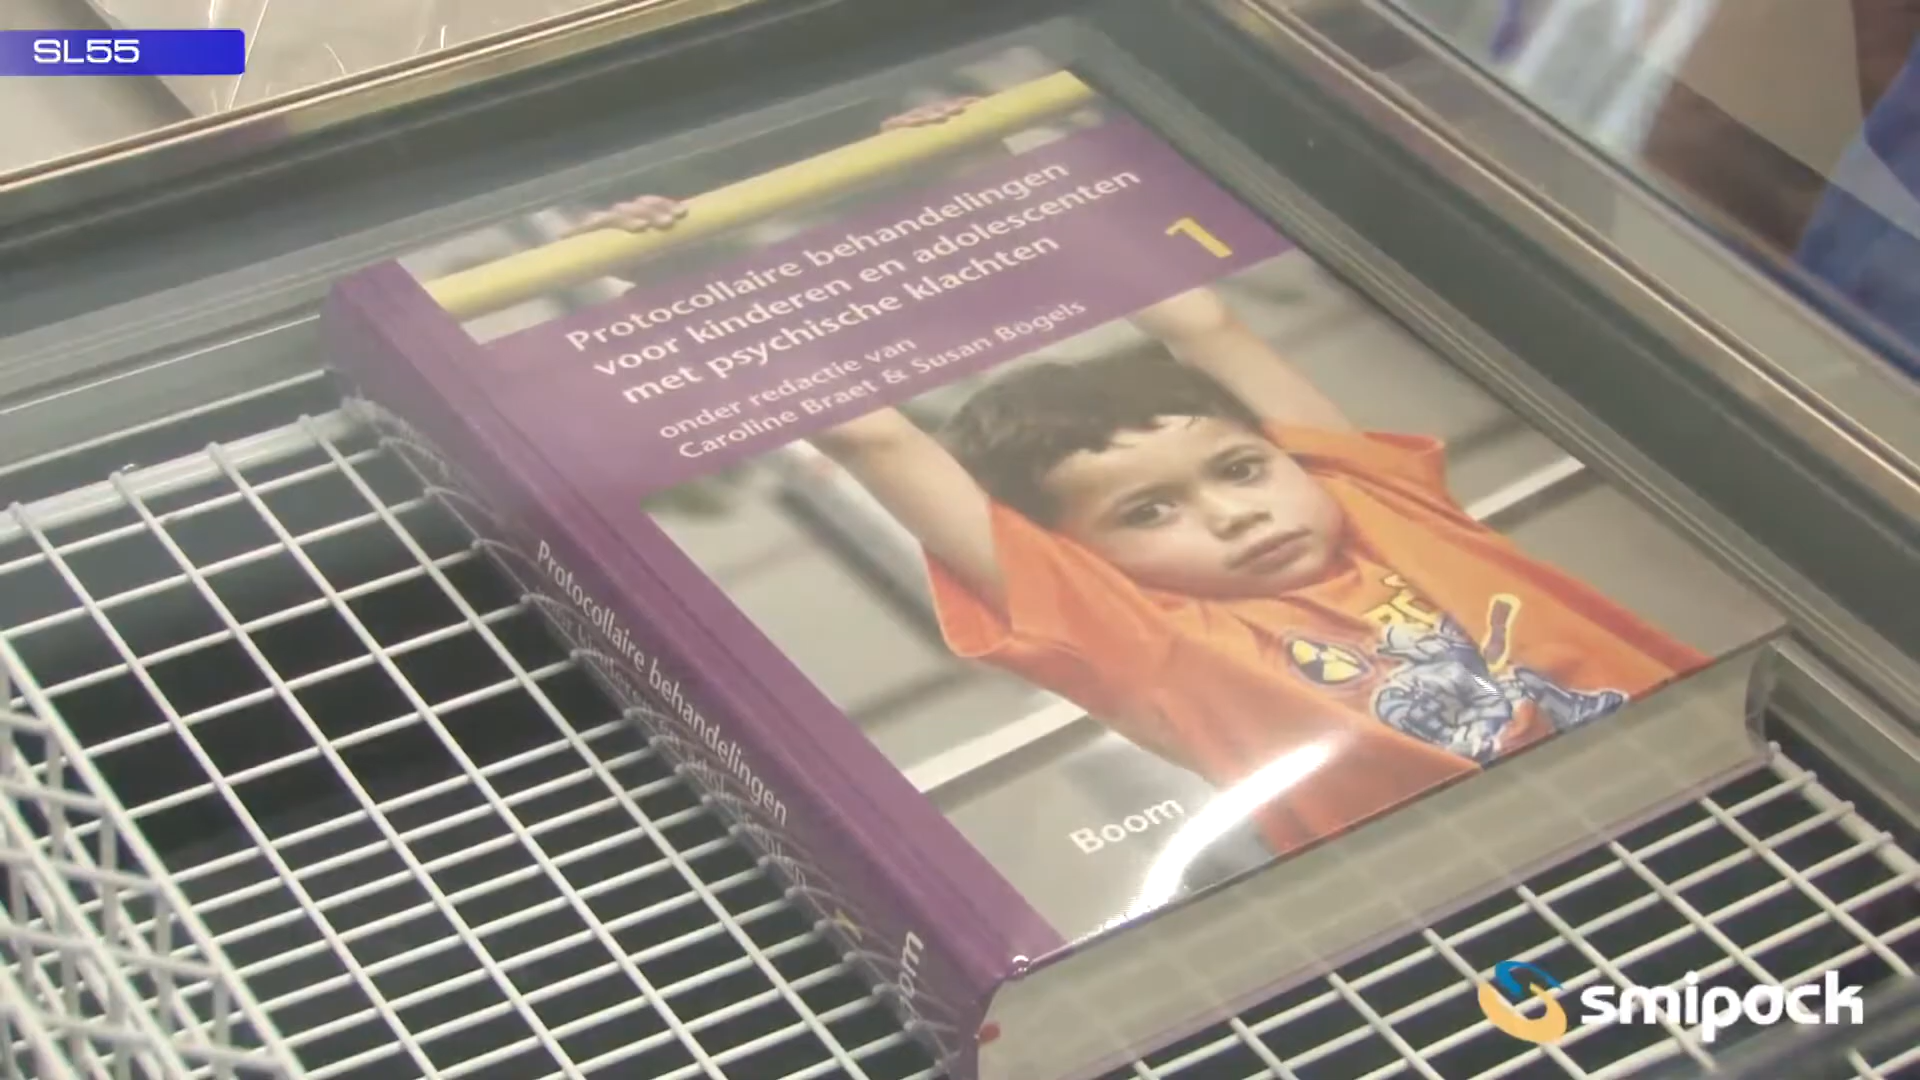 SL55
Protocollaire behandelingen
voor kinderen en adolescenten
met psychische klachten
1
onder redactie van
Caroline Braet & Susan Bögels
Boom
Protocollaire behandelingen
smipack